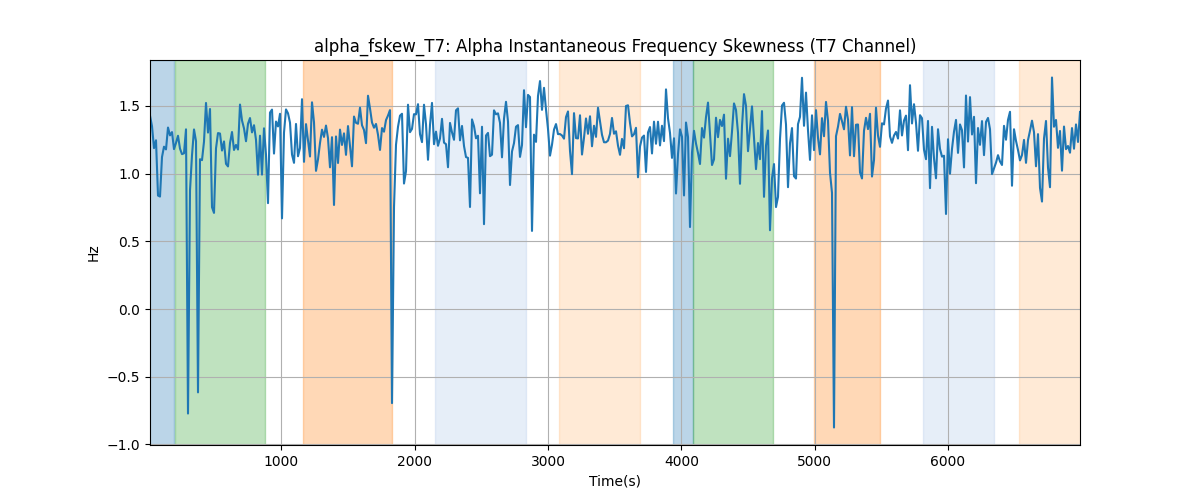 alpha_fskew_T7: Alpha Instantaneous Frequency Skewness (T7 Channel)
1.5
1.0
0.5
0.0
−0.5
−1.0
Hz
1000 2000 3000 4000 5000 6000
Time(s)